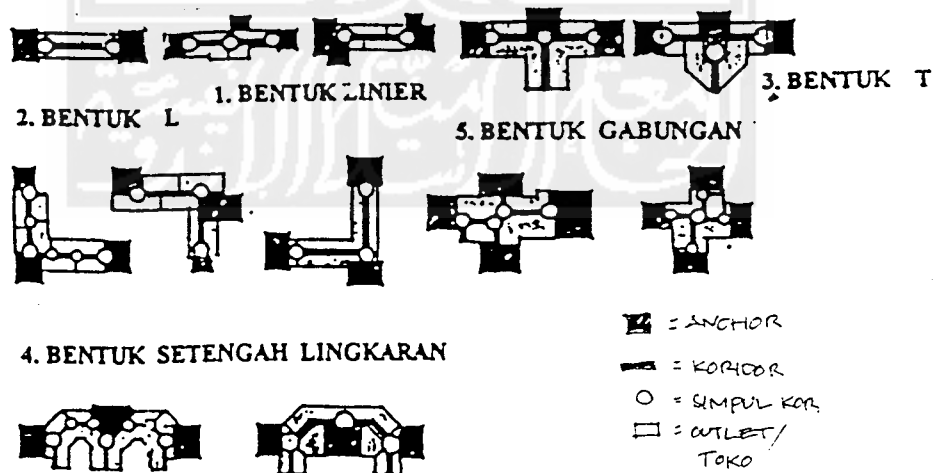 1. BENTUK LINIER
3. BENTUK T
2. BENTUK L
5. BENTUK GABUNGAN
4. BENTUK SETENGAH LINGKARAN
= ANCHOR
= KORIDOR
= SIMPUL KOR.
= OUTLET/
TOKO